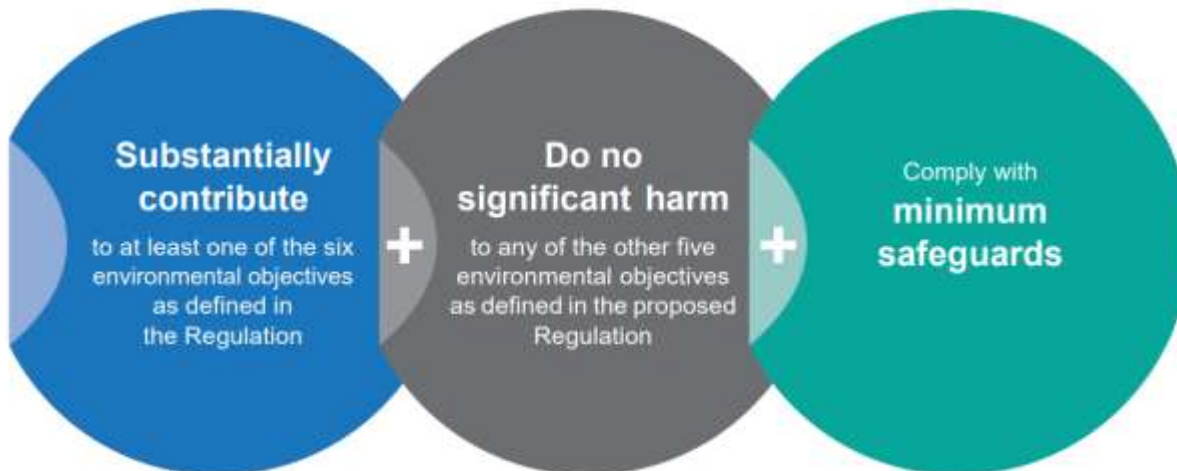 Substantially
contribute
to at least one of the six
environmental objectives
as defined in
the Regulation
+
Do no
significant harm
to any of the other five
environmental objectives
as defined in the proposed
Regulation
+
Comply with
minimum
safeguards